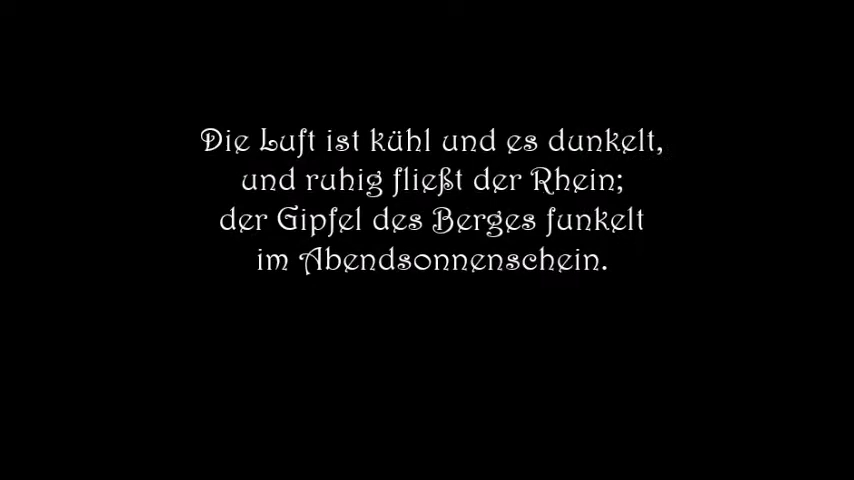 Die Luft ist kühl und es dunkelt,
und ruhig fließt der Rhein;
der Gipfel des Berges funkelt
im Abendsonnenschein.